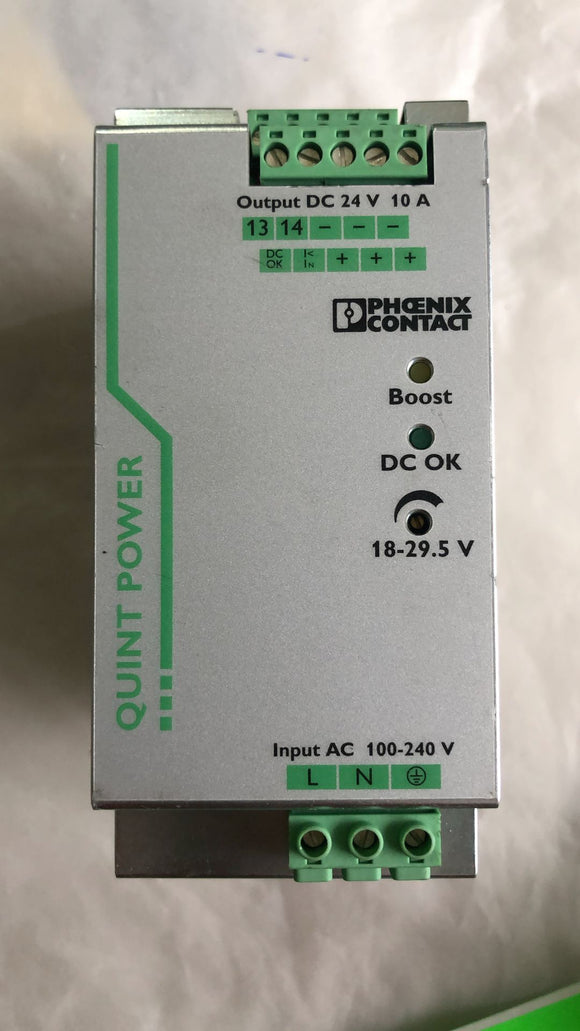 Output DC 24 V 10 A
13 14 – – –
DC OK I< IN + + +
PHŒNIX
CONTACT
Boost
DC OK
18-29.5 V
QUINT POWER
Input AC 100-240 V
L N